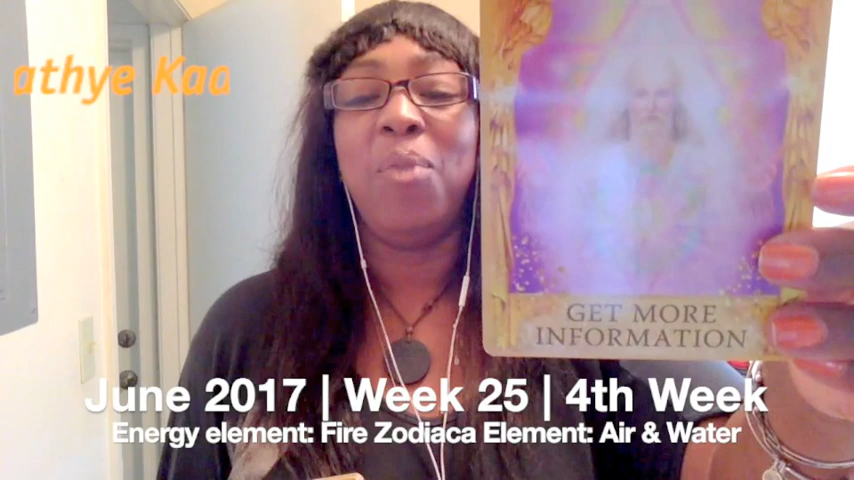 athye Kaa
GET MORE
INFORMATION
June 2017 | Week 25 | 4th Week
Energy element: Fire Zodiaca Element: Air & Water